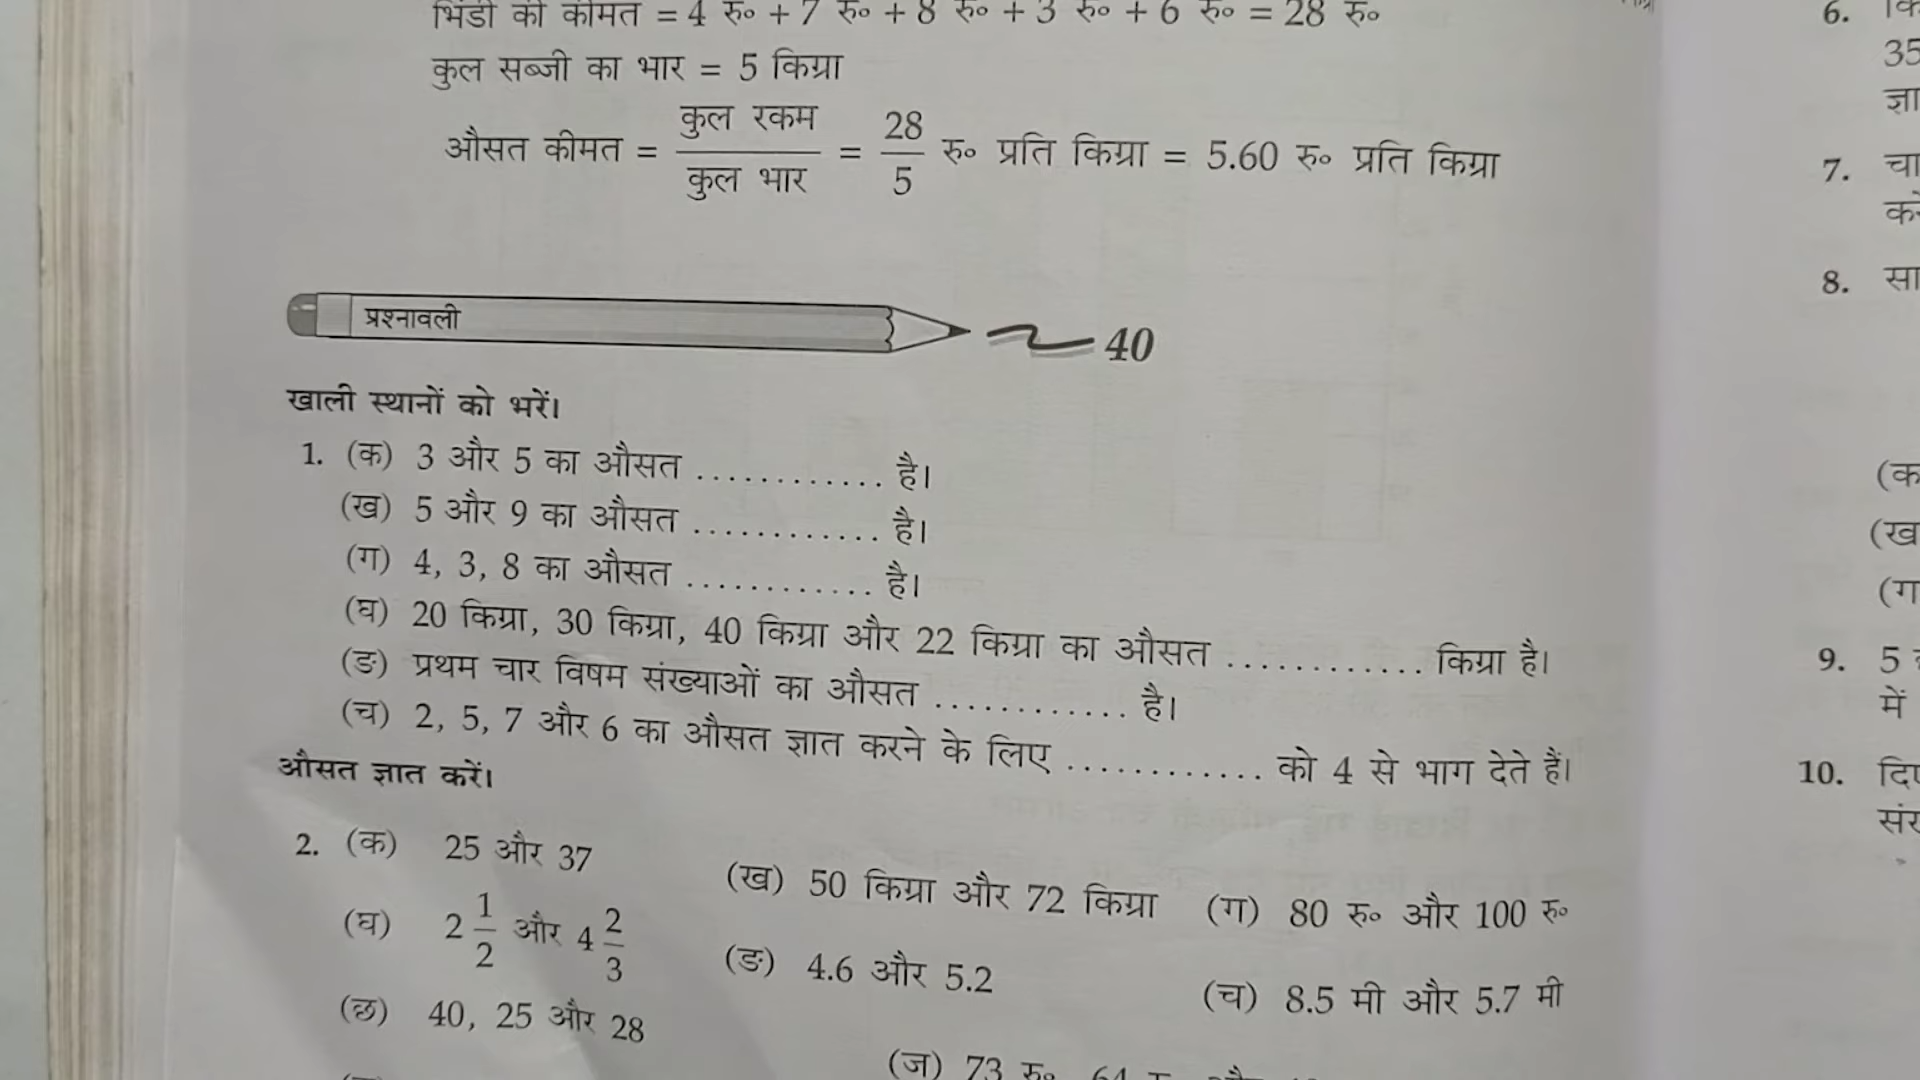 भिंडी की कीमत = 4 रु० + 7 रु० + 8 रु० + 3 रु० + 6 रु० = 28 रु०
कुल सब्जी का भार = 5 किग्रा
औसत कीमत = कुल रकम / कुल भार = 28/5 रु० प्रति किग्रा = 5.60 रु० प्रति किग्रा
प्रश्नावली 40
खाली स्थानों को भरें।
1. (क) 3 और 5 का औसत ............ है।
(ख) 5 और 9 का औसत ............ है।
(ग) 4, 3, 8 का औसत ............ है।
(घ) 20 किग्रा, 30 किग्रा, 40 किग्रा और 22 किग्रा का औसत ............ किग्रा है।
(ङ) प्रथम चार विषम संख्याओं का औसत ............ है।
(च) 2, 5, 7 और 6 का औसत ज्ञात करने के लिए ............ को 4 से भाग देते हैं।
औसत ज्ञात करें।
2. (क) 25 और 37 (ख) 50 किग्रा और 72 किग्रा (ग) 80 रु० और 100 रु०
(घ) 2 1/2 और 4 2/3 (ङ) 4.6 और 5.2 (च) 8.5 मी और 5.7 मी
(छ) 40, 25 और 28
(ज) 73 रु०
6.
35
7. चा
8. सा
(क
(ख
(ग
9. 5
में
10.